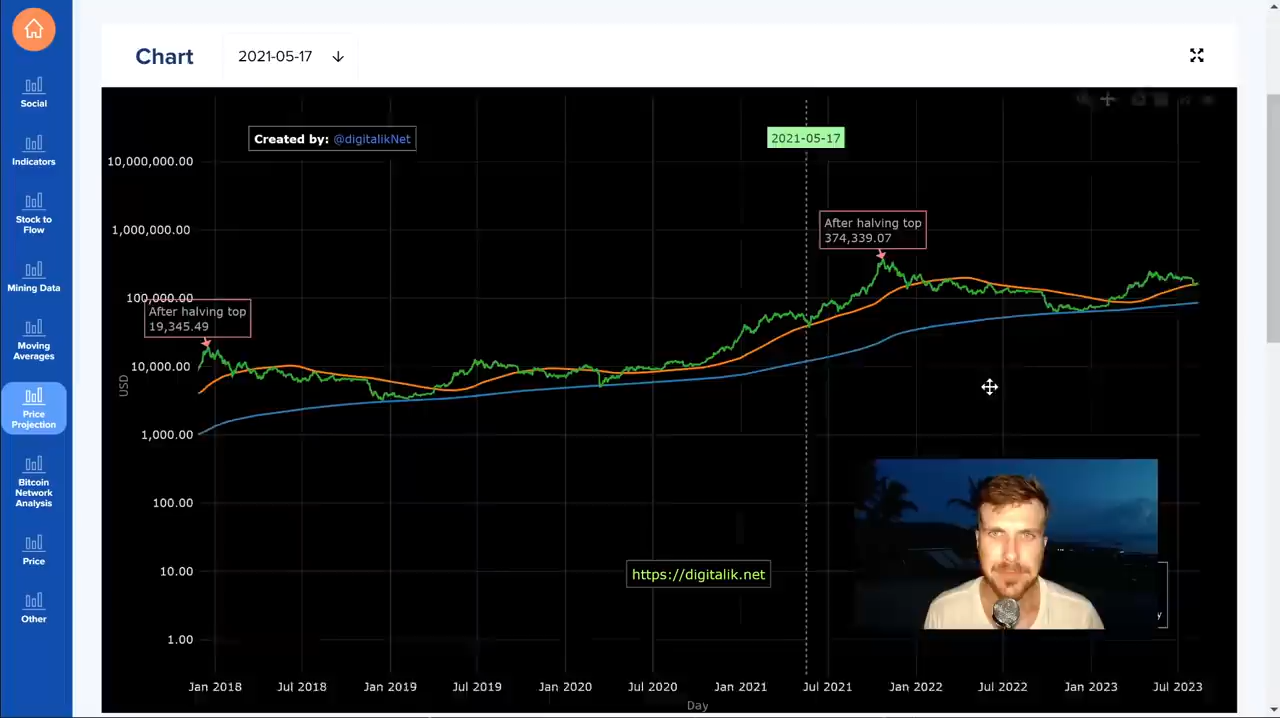 Chart
2021-05-17
Social
Indicators
Stock to
Flow
Mining Data
Moving
Averages
Price
Projection
Bitcoin
Network
Analysis
Price
Other
Created by: @digitalikNet
2021-05-17
After halving top
374,339.07
After halving top
19,345.49
https://digitalik.net
y
10,000,000.00
1,000,000.00
100,000.00
10,000.00
1,000.00
100.00
10.00
1.00
USD
Jan 2018
Jul 2018
Jan 2019
Jul 2019
Jan 2020
Jul 2020
Jan 2021
Jul 2021
Jan 2022
Jul 2022
Jan 2023
Jul 2023
Day